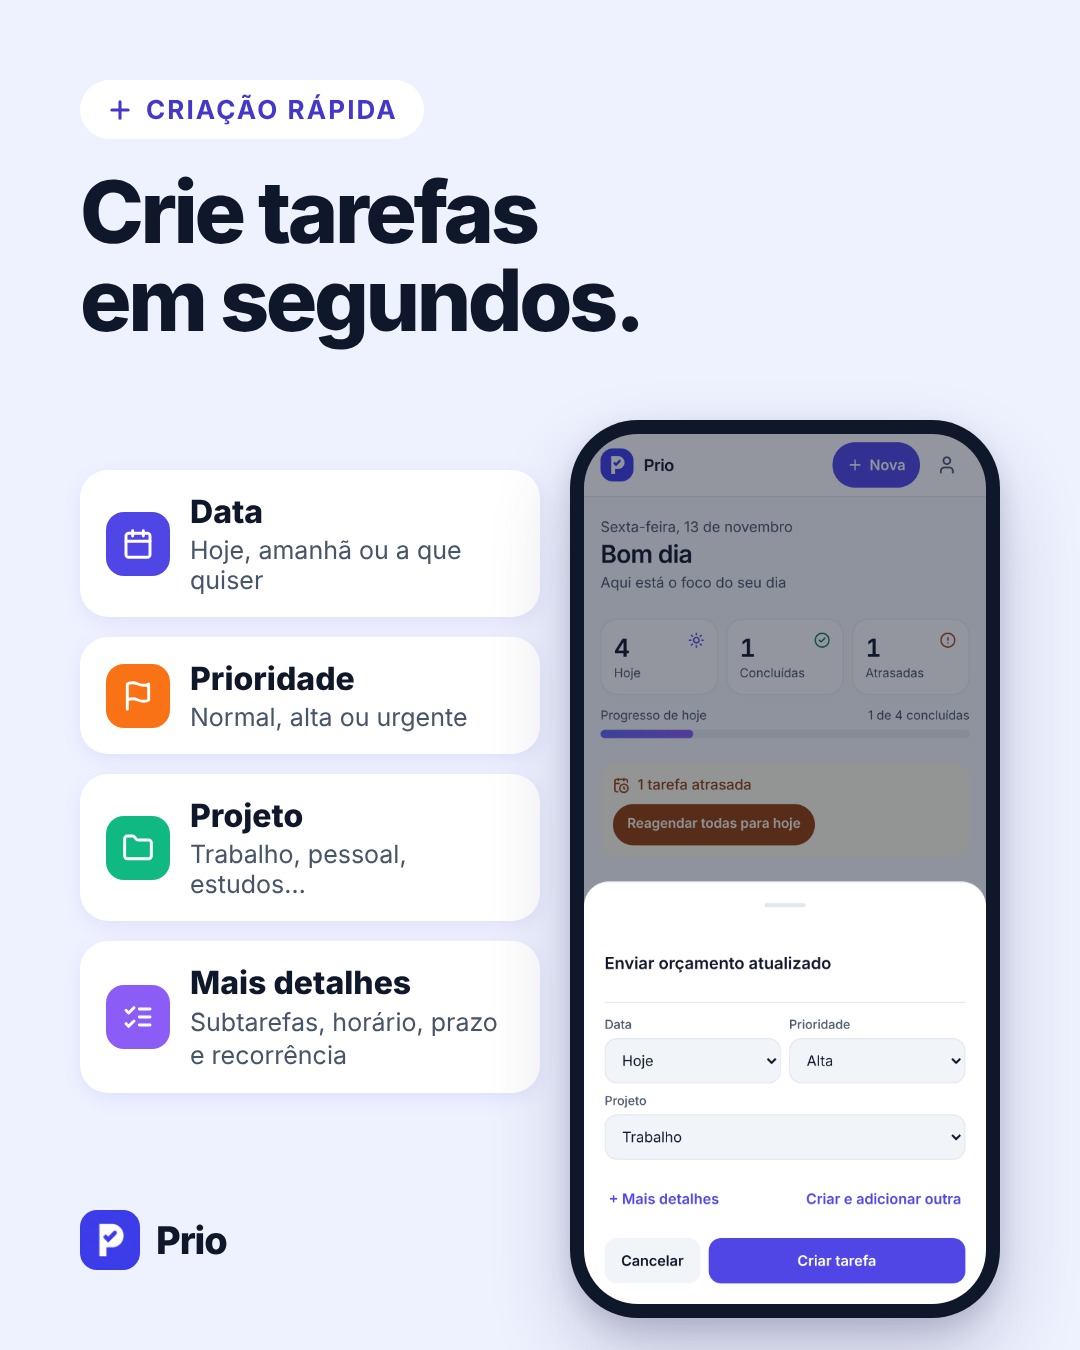 + CRIAÇÃO RÁPIDA
Crie tarefas
em segundos.
Data
Hoje, amanhã ou a que
quiser
Prioridade
Normal, alta ou urgente
Projeto
Trabalho, pessoal,
estudos...
Mais detalhes
Subtarefas, horário, prazo
e recorrência
Prio
Prio
+ Nova
Sexta-feira, 13 de novembro
Bom dia
Aqui está o foco do seu dia
4
Hoje
1
Concluídas
1
Atrasadas
Progresso de hoje
1 de 4 concluídas
1 tarefa atrasada
Reagendar todas para hoje
Enviar orçamento atualizado
Data
Prioridade
Hoje
Alta
Projeto
Trabalho
+ Mais detalhes
Criar e adicionar outra
Cancelar
Criar tarefa